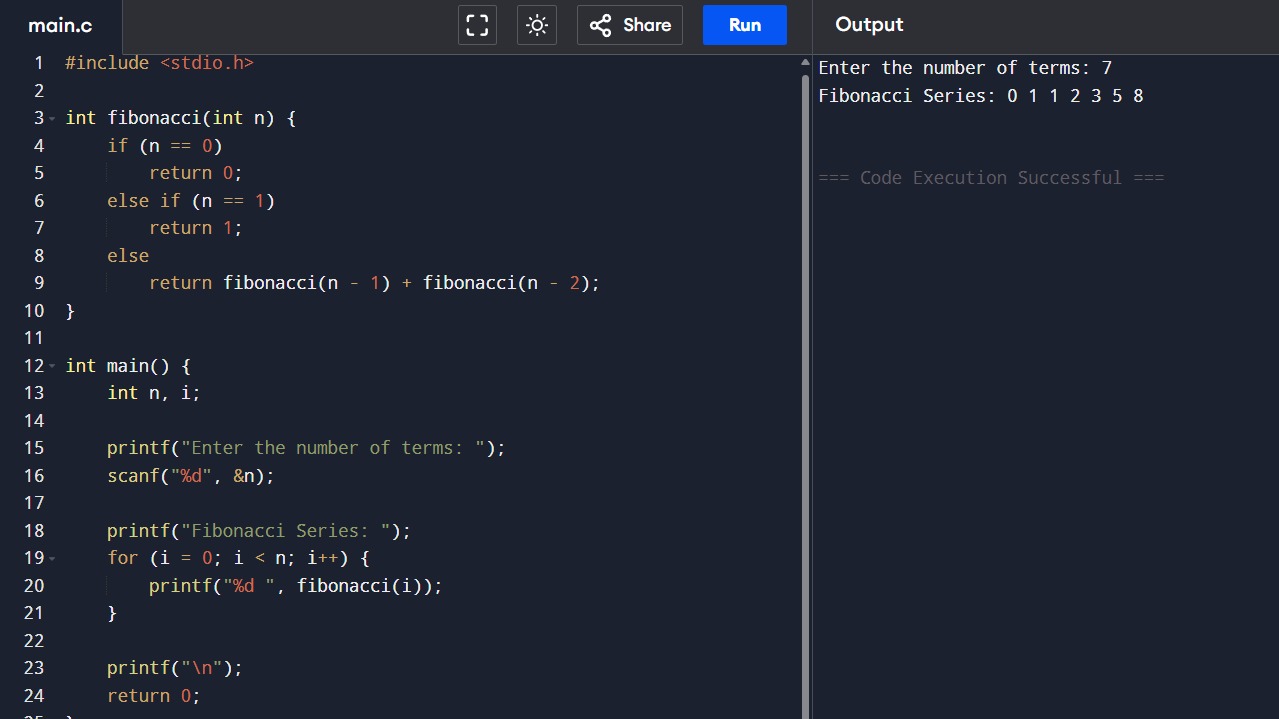 main.c
Share
Run
Output
1 #include <stdio.h>
2
3 int fibonacci(int n) {
4     if (n == 0)
5         return 0;
6     else if (n == 1)
7         return 1;
8     else
9         return fibonacci(n - 1) + fibonacci(n - 2);
10 }
11
12 int main() {
13     int n, i;
14
15     printf("Enter the number of terms: ");
16     scanf("%d", &n);
17
18     printf("Fibonacci Series: ");
19     for (i = 0; i < n; i++) {
20         printf("%d ", fibonacci(i));
21     }
22
23     printf("\n");
24     return 0;
Enter the number of terms: 7
Fibonacci Series: 0 1 1 2 3 5 8
=== Code Execution Successful ===